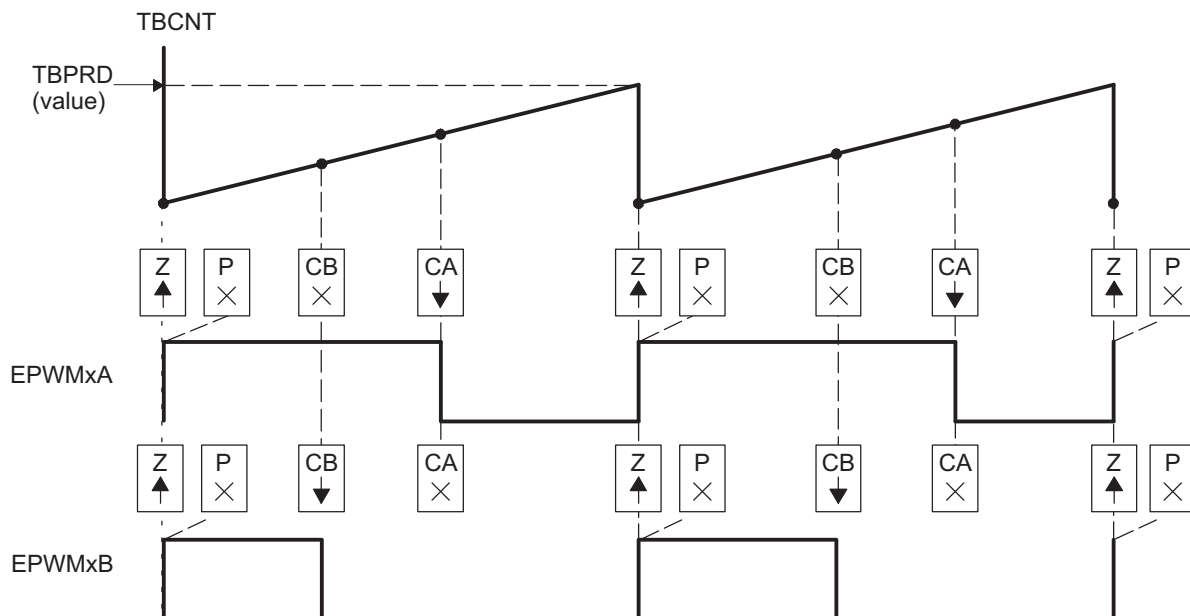 TBCNT
TBPRD
(value)
Z P CB CA Z P CB CA Z P
EPWMxA
Z P CB CA Z P CB CA Z P
EPWMxB